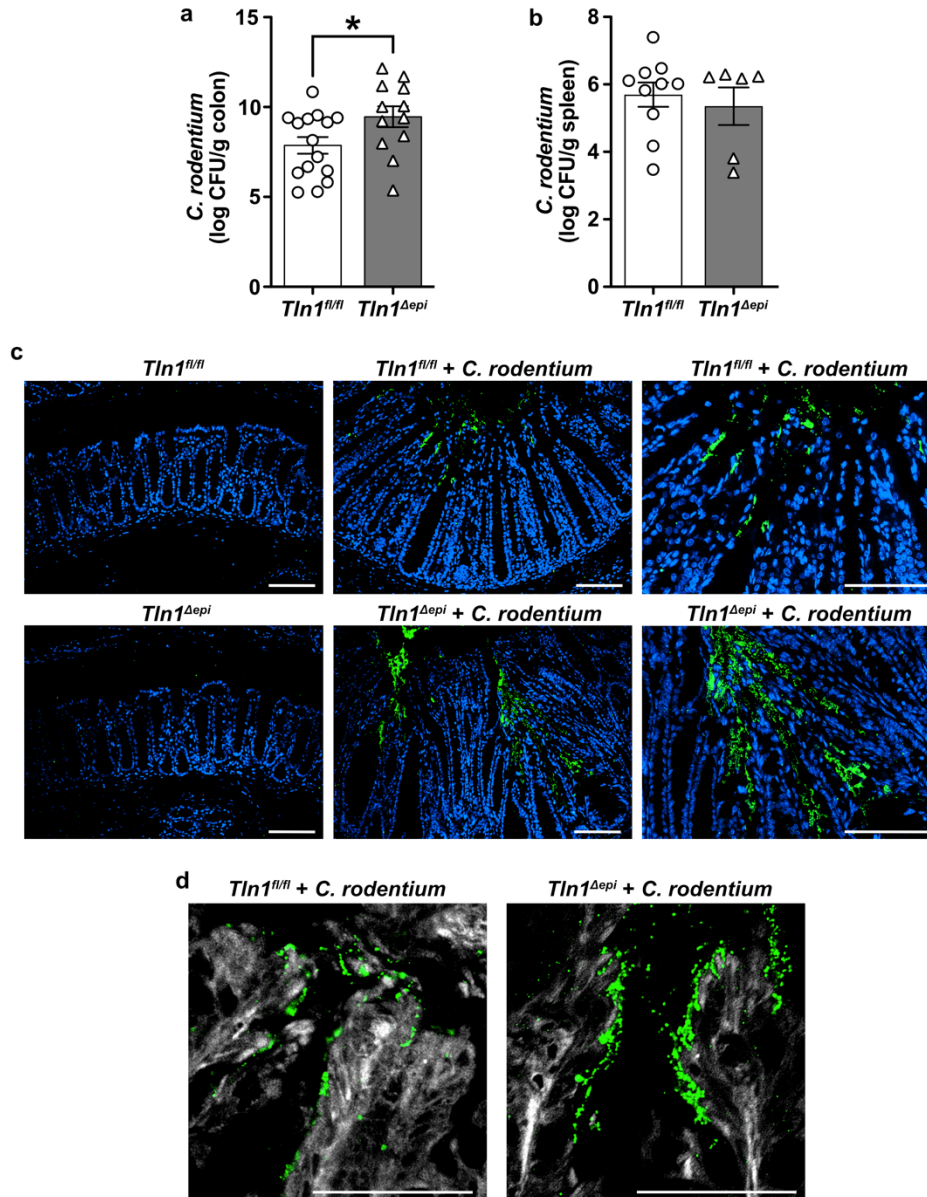 a
*
C. rodentium
(log CFU/g colon)
15
10
5
0
Tln1fl/fl
Tln1Δepi
b
C. rodentium
(log CFU/g spleen)
8
6
4
2
0
Tln1fl/fl
Tln1Δepi
c
Tln1fl/fl
Tln1fl/fl + C. rodentium
Tln1fl/fl + C. rodentium
Tln1Δepi
Tln1Δepi + C. rodentium
Tln1Δepi + C. rodentium
d
Tln1fl/fl + C. rodentium
Tln1Δepi + C. rodentium